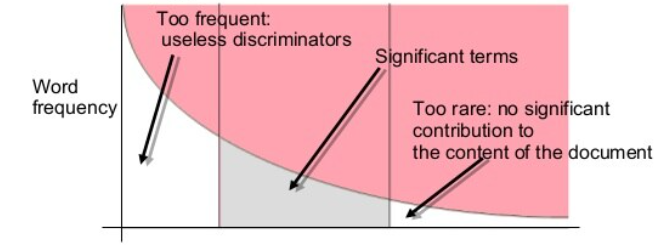 Too frequent:
useless discriminators
Significant terms
Word
frequency
Too rare: no significant
contribution to
the content of the document